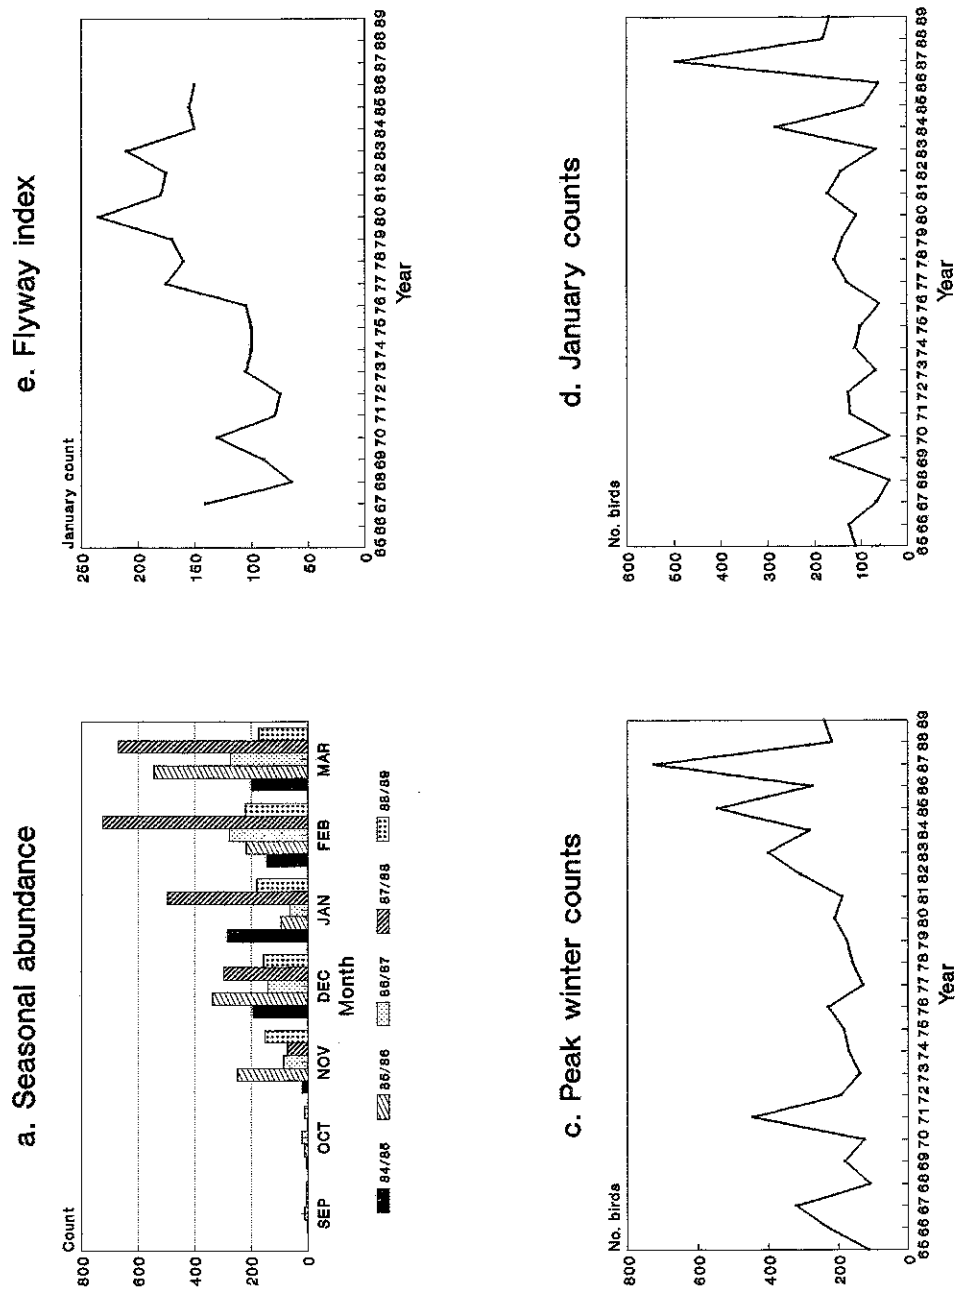 a. Seasonal abundance
Count
800
600
400
200
0
SEP OCT NOV DEC JAN FEB MAR
Month
84/85 85/86 86/87 87/88 88/89
e. Flyway index
January count
250
200
150
100
50
0
65 66 67 68 69 70 71 72 73 74 75 76 77 78 79 80 81 82 83 84 85 86 87 88 89
Year
c. Peak winter counts
No. birds
800
600
400
200
0
65 66 67 68 69 70 71 72 73 74 75 76 77 78 79 80 81 82 83 84 85 86 87 88 89
Year
d. January counts
No. birds
600
500
400
300
200
100
0
65 66 67 68 69 70 71 72 73 74 75 76 77 78 79 80 81 82 83 84 85 86 87 88 89
Year